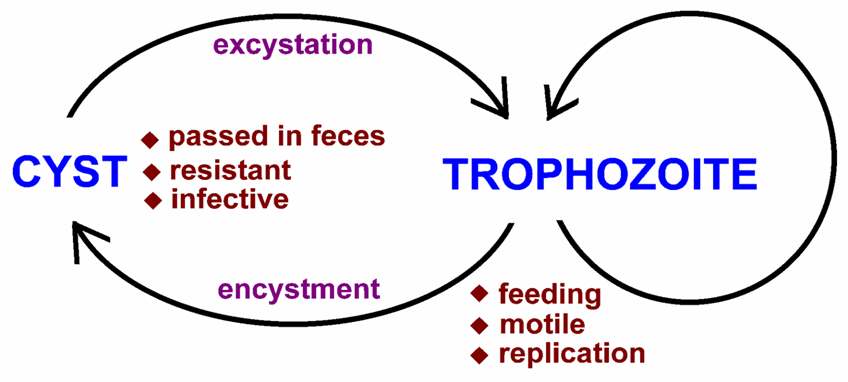 excystation
CYST
◆ passed in feces
◆ resistant
◆ infective
TROPHOZOITE
encystment
◆ feeding
◆ motile
◆ replication